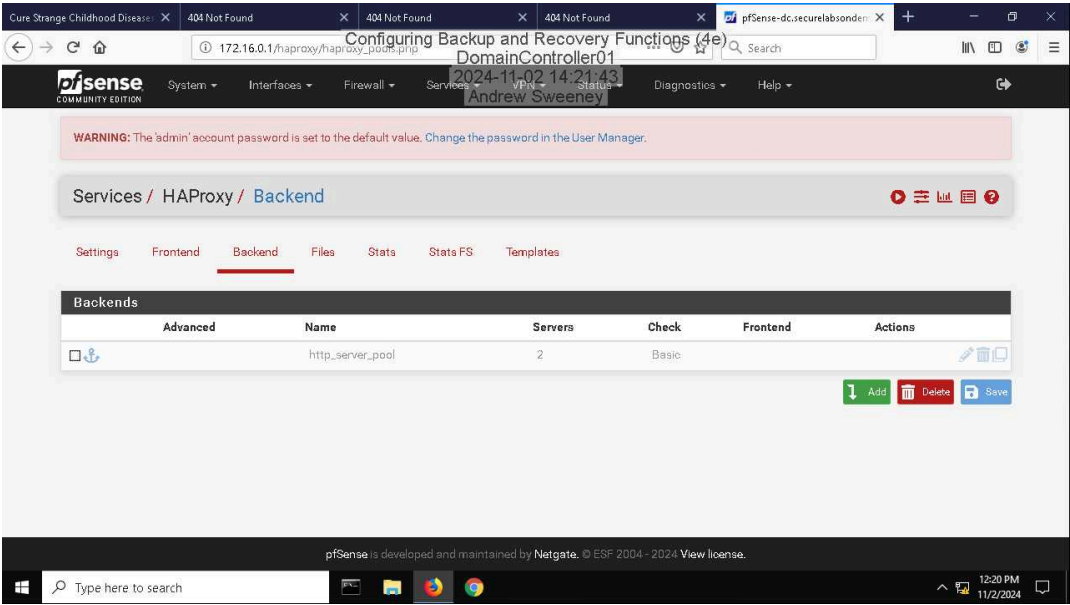 Cure Strange Childhood Diseases
404 Not Found
404 Not Found
404 Not Found
pfSense-dc.securelabsondem
172.16.0.1/haproxy/haproxy_pools.php
Search
Configuring Backup and Recovery Functions (4e)
DomainController01
2024-11-02 14:21:43
Andrew Sweeney
pfsense
COMMUNITY EDITION
System
Interfaces
Firewall
Services
VPN
Status
Diagnostics
Help
WARNING: The 'admin' account password is set to the default value. Change the password in the User Manager.
Services / HAProxy / Backend
Settings Frontend Backend Files Stats Stats FS Templates
Backends
Advanced Name Servers Check Frontend Actions
http_server_pool 2 Basic
Add Delete Save
pfSense is developed and maintained by Netgate. © ESF 2004 - 2024 View license.
Type here to search
12:20 PM
11/2/2024